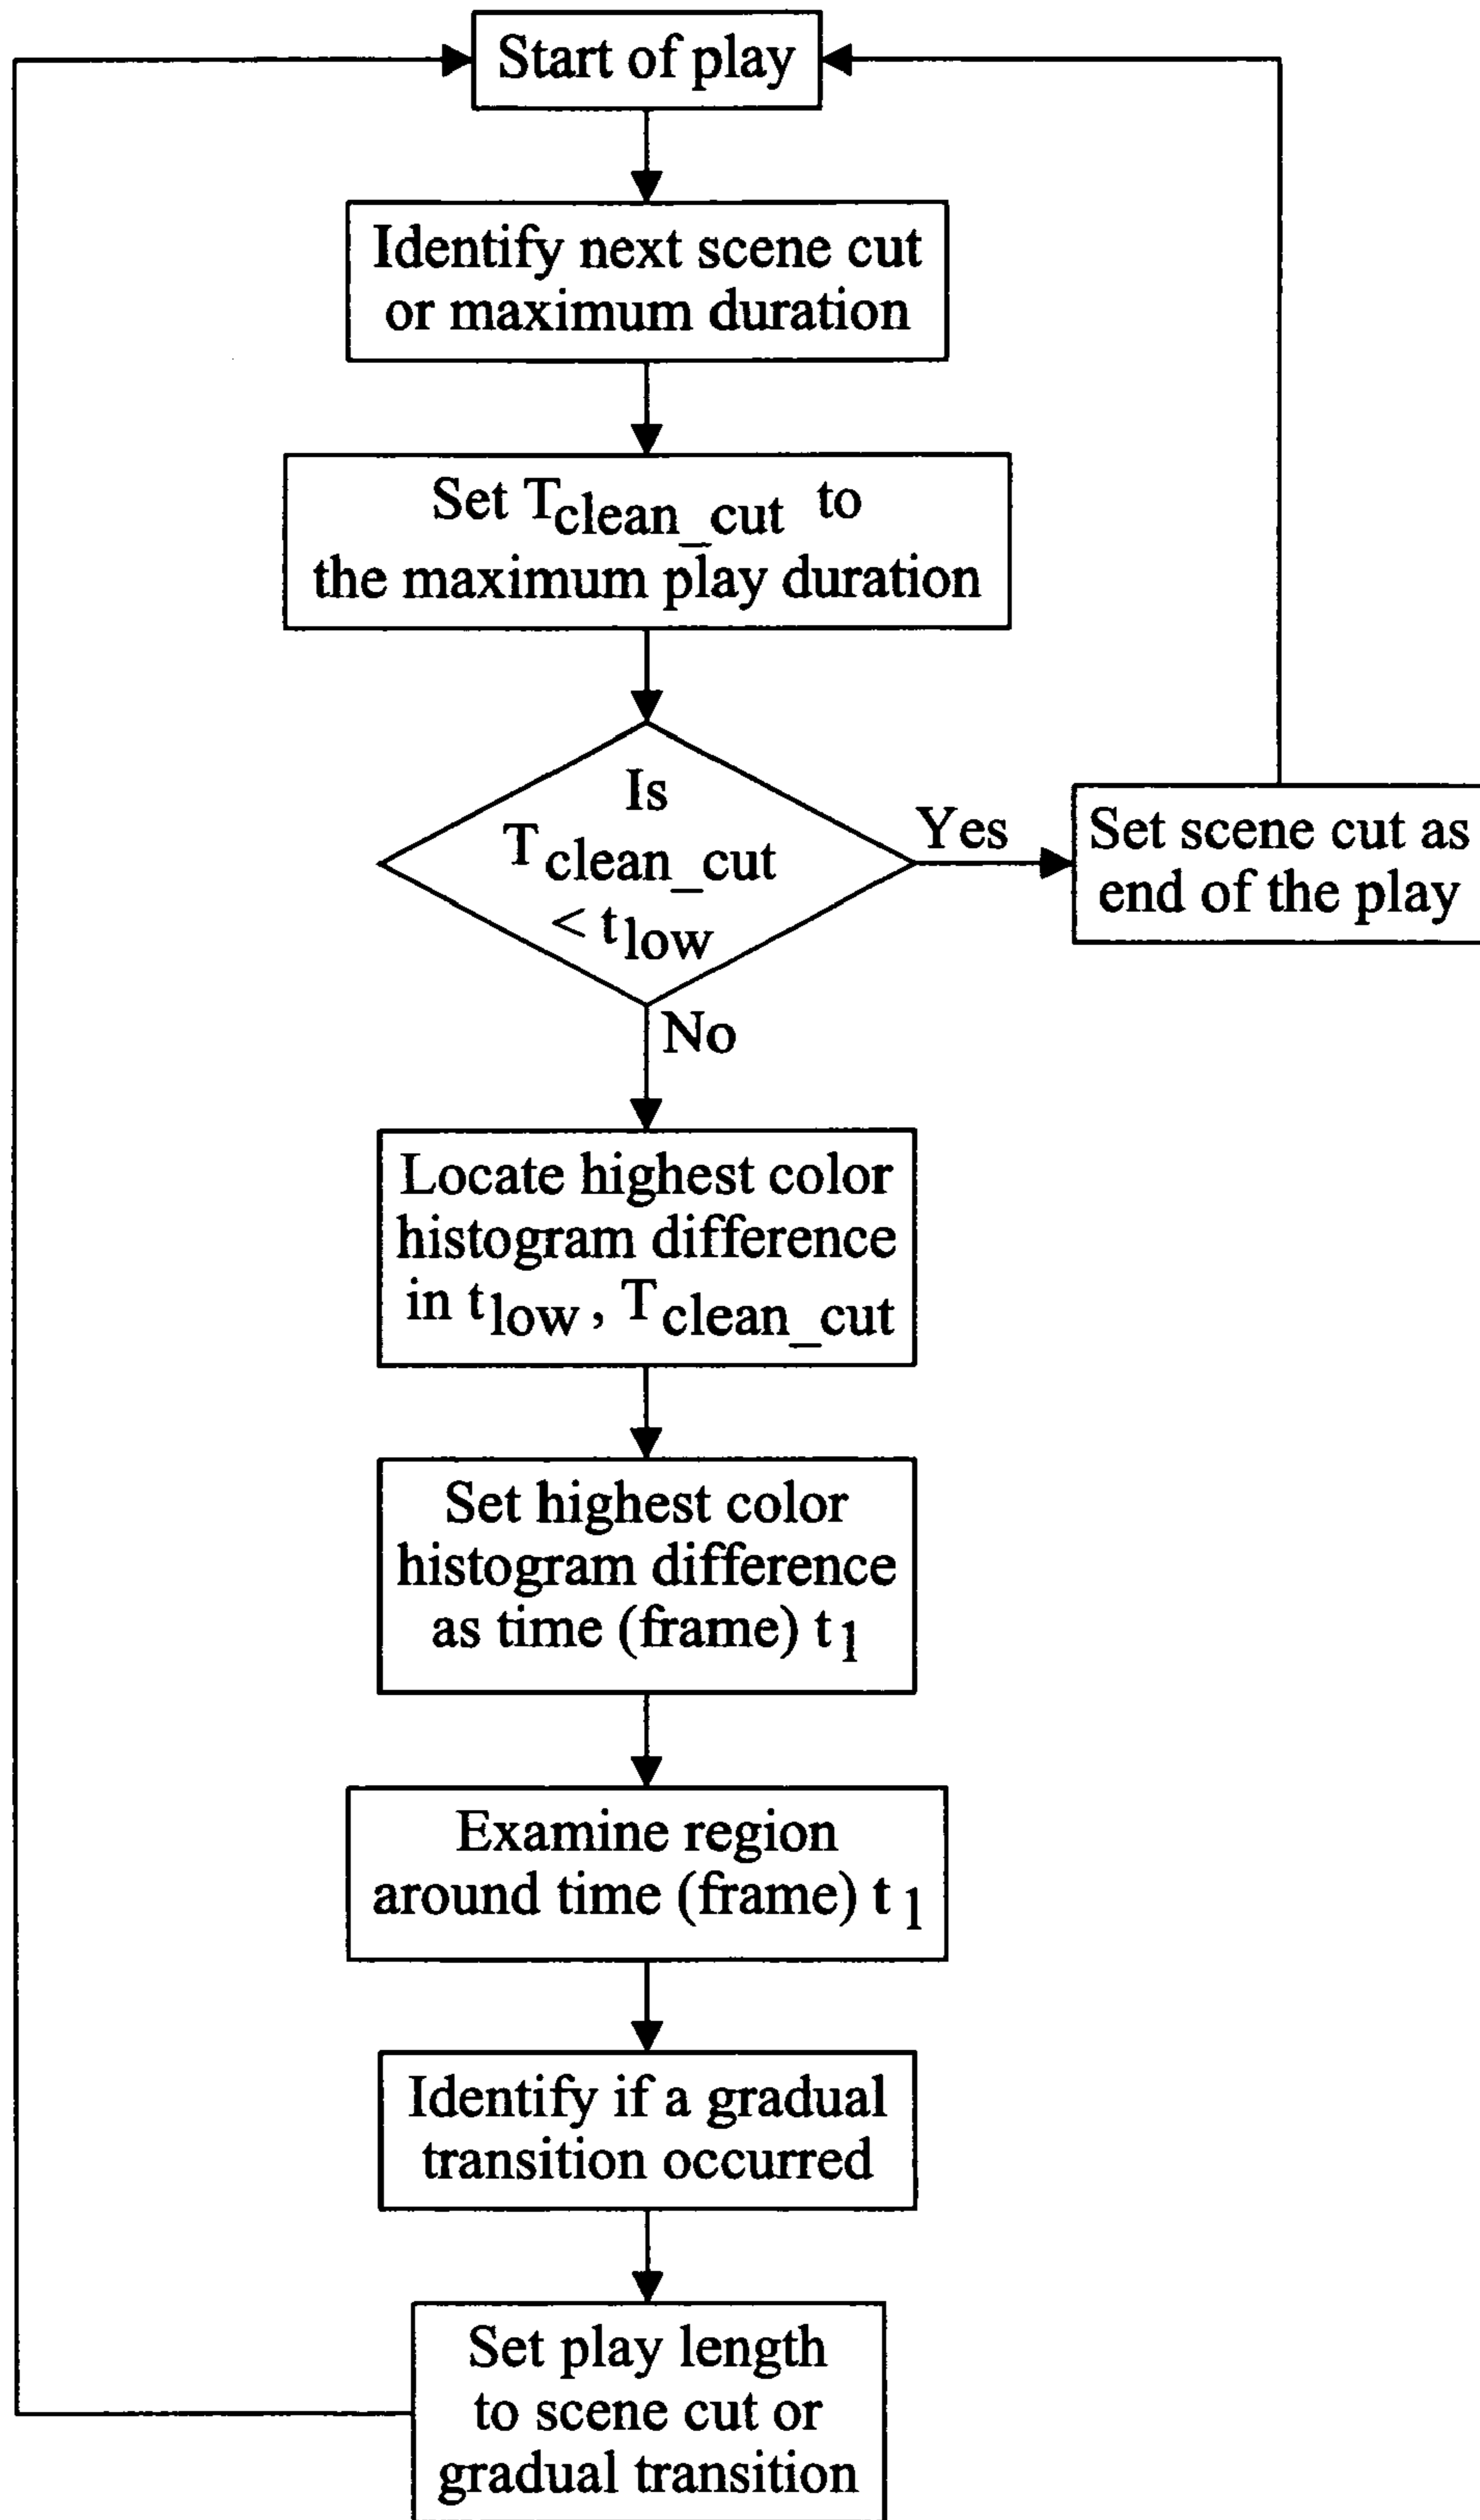 Start of play
Identify next scene cut
or maximum duration
Set Tclean_cut to
the maximum play duration
Is
Tclean_cut
< tlow
Yes
Set scene cut as
end of the play
No
Locate highest color
histogram difference
in tlow, Tclean_cut
Set highest color
histogram difference
as time (frame) t1
Examine region
around time (frame) t1
Identify if a gradual
transition occurred
Set play length
to scene cut or
gradual transition